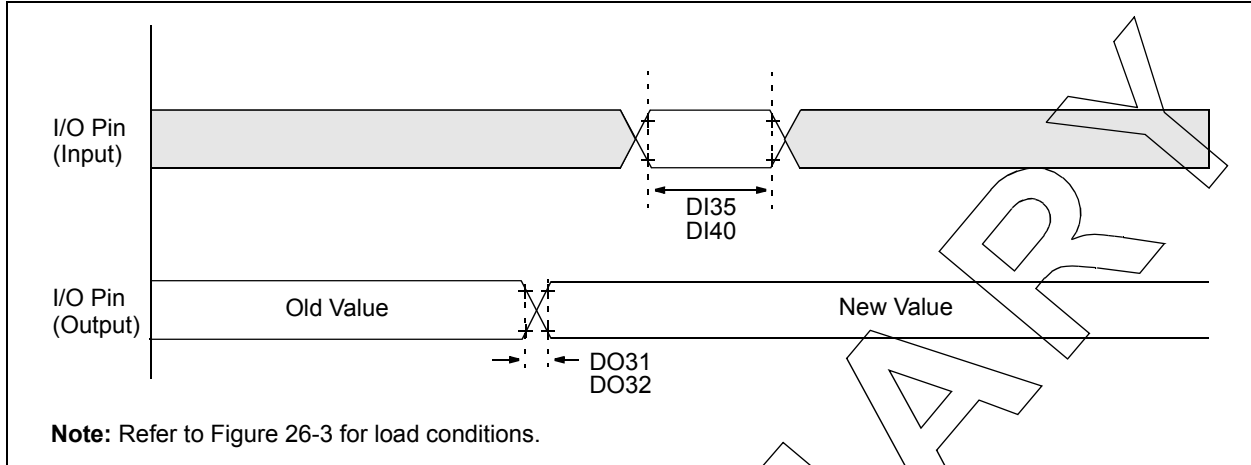 I/O Pin
(Input)
DI35
DI40
I/O Pin
(Output)
Old Value
New Value
DO31
DO32
Note: Refer to Figure 26-3 for load conditions.
A R Y